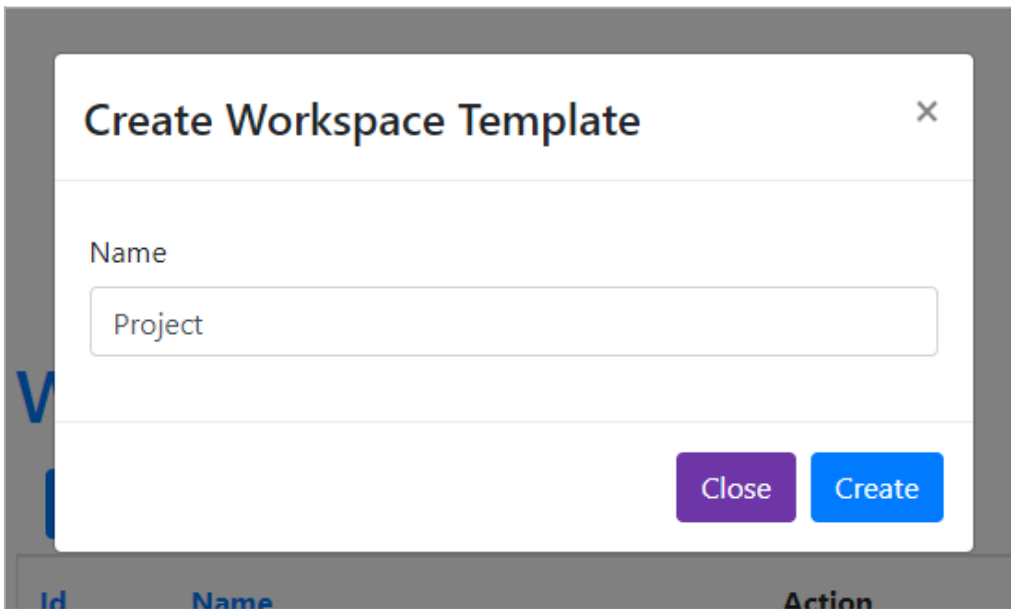 Create Workspace Template ×
Name
Project
W
Close Create
Id Name Action